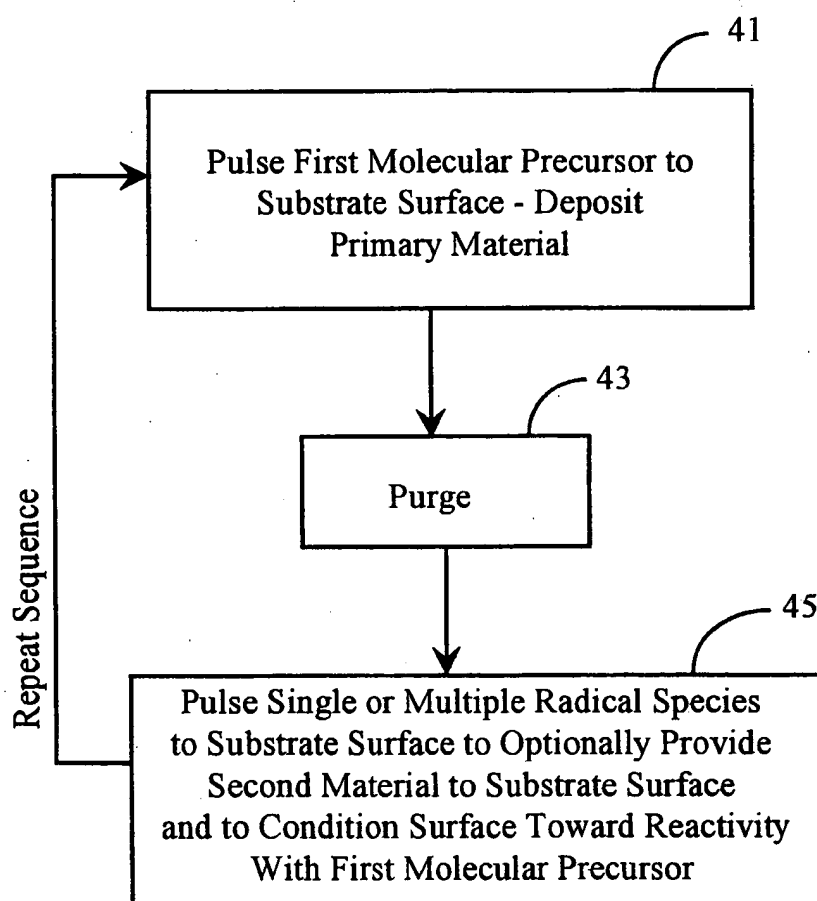 41
Pulse First Molecular Precursor to
Substrate Surface - Deposit
Primary Material
43
Purge
Repeat Sequence
45
Pulse Single or Multiple Radical Species
to Substrate Surface to Optionally Provide
Second Material to Substrate Surface
and to Condition Surface Toward Reactivity
With First Molecular Precursor